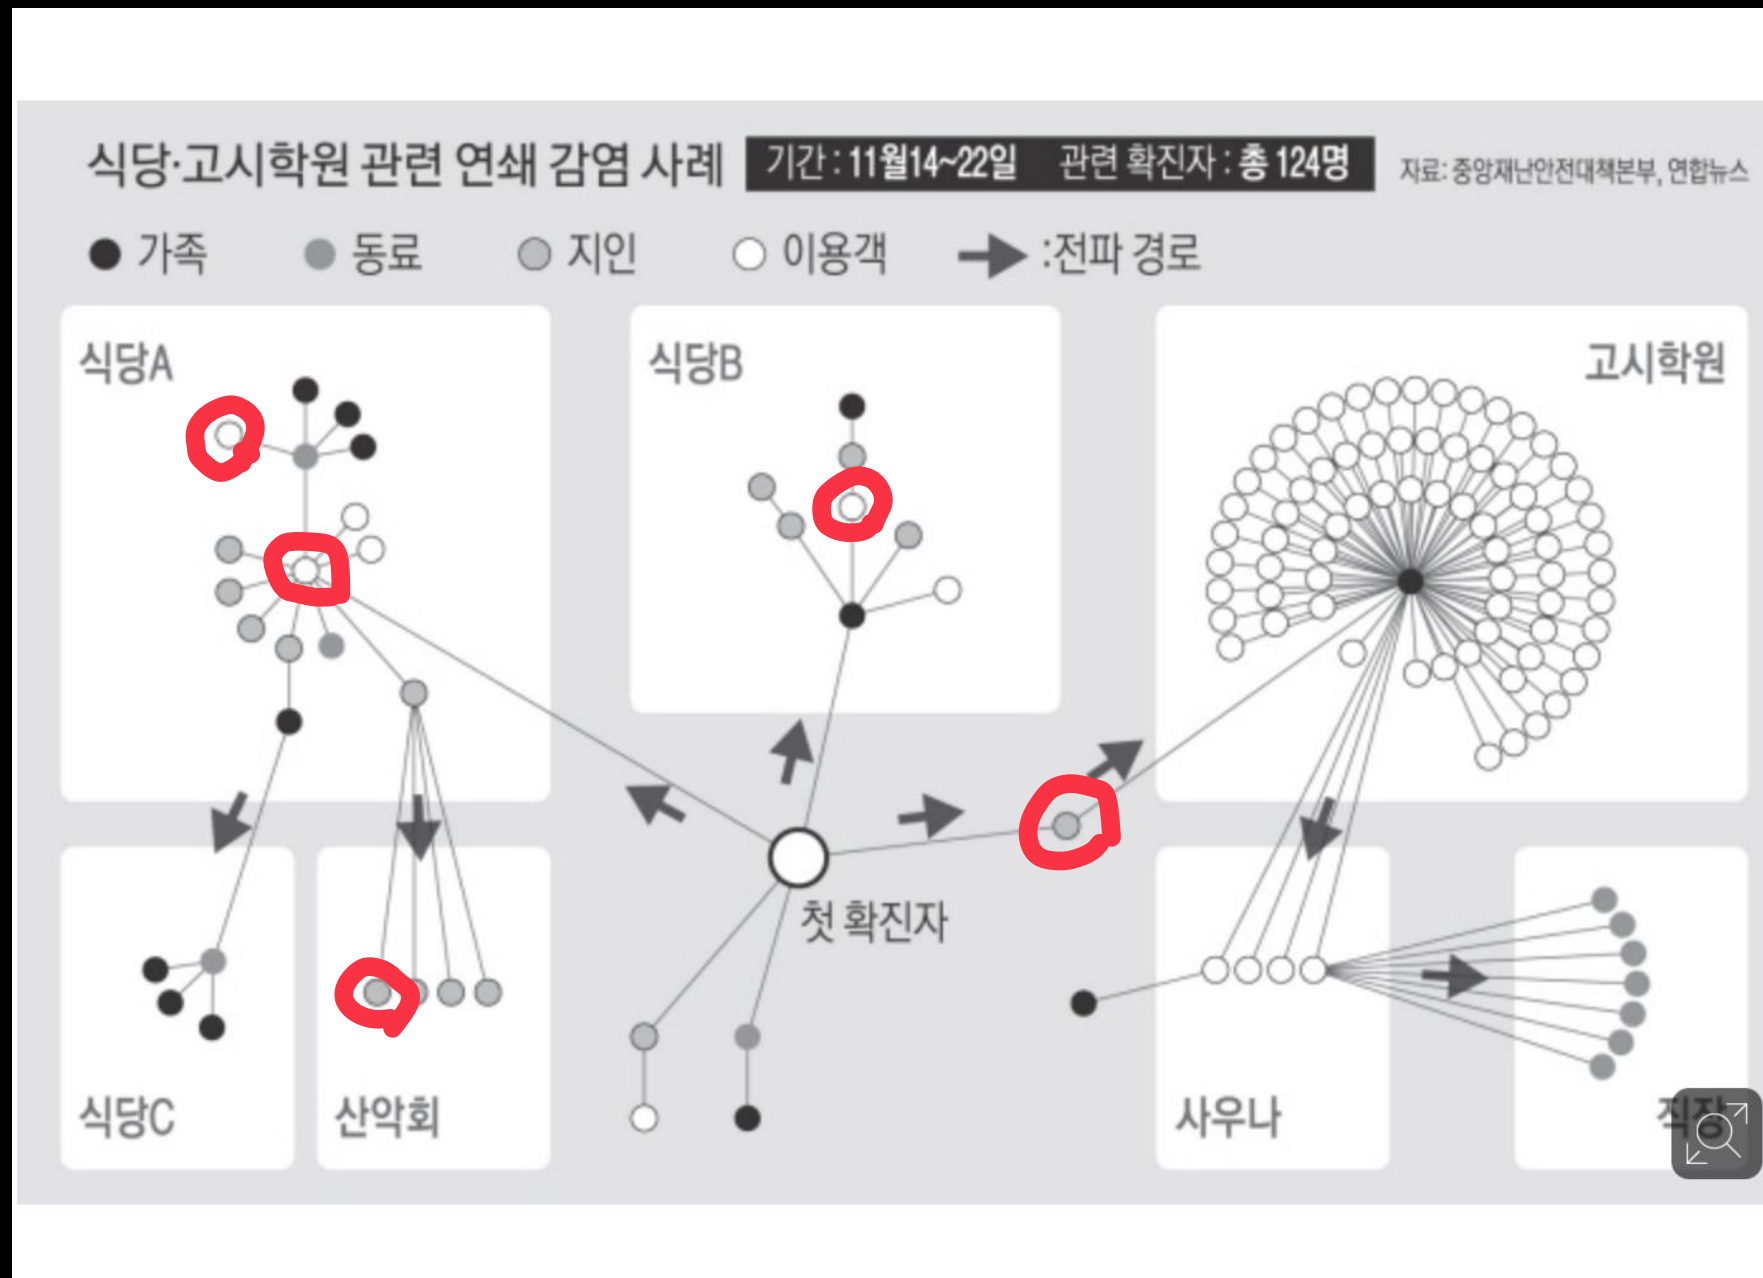 식당·고시학원 관련 연쇄 감염 사례 기간 : 11월14~22일 관련 확진자 : 총 124명 자료: 중앙재난안전대책본부, 연합뉴스
가족 동료 지인 이용객 :전파 경로
식당A 식당B 고시학원
첫 확진자
식당C 산악회 사우나 직장